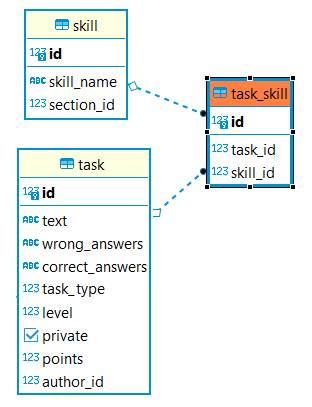 skill
123 id
ABC skill_name
123 section_id
task_skill
123 id
123 task_id
123 skill_id
task
123 id
ABC text
ABC wrong_answers
ABC correct_answers
123 task_type
123 level
private
123 points
123 author_id